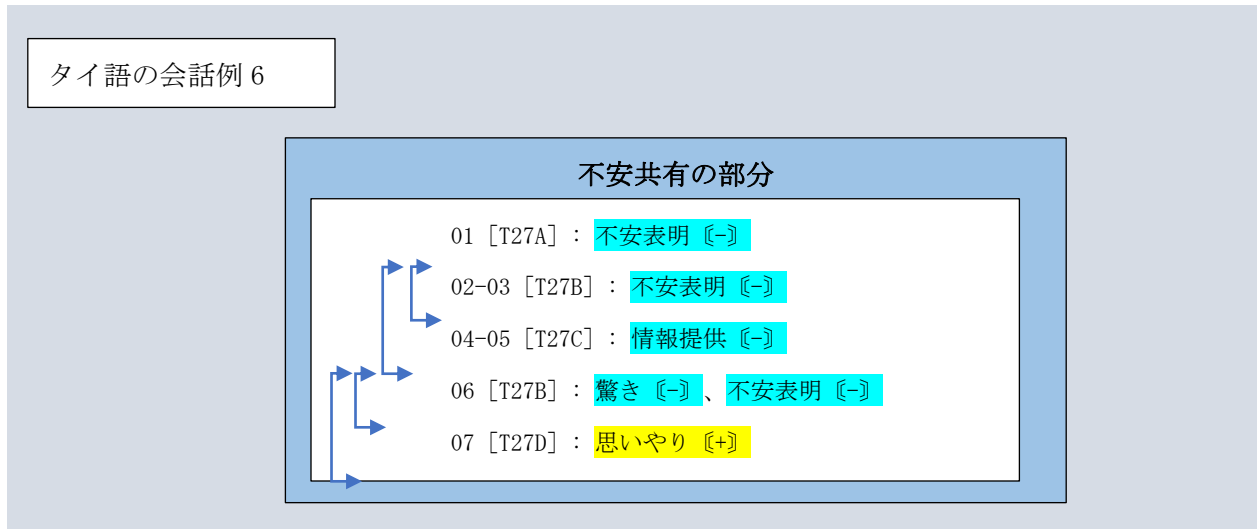 タイ語の会話例 6
不安共有の部分
01 [T27A] : 不安表明〔-〕
02-03 [T27B] : 不安表明〔-〕
04-05 [T27C] : 情報提供〔-〕
06 [T27B] : 驚き〔-〕、不安表明〔-〕
07 [T27D] : 思いやり〔+〕